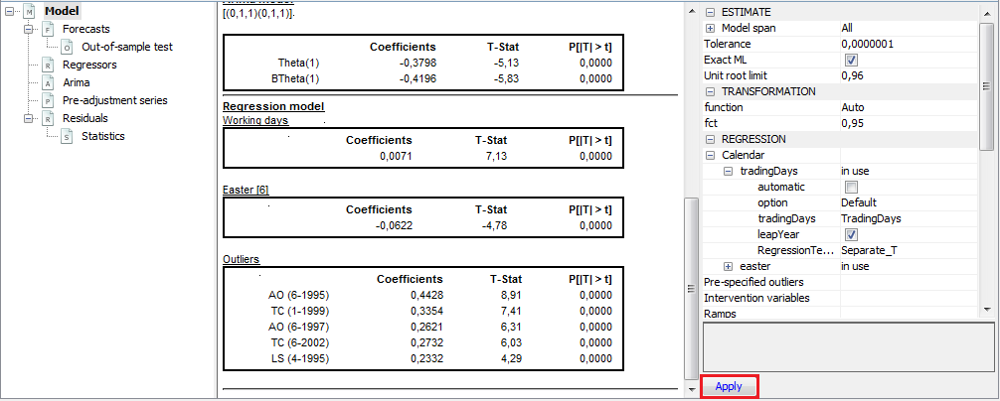 Model
Forecasts
Out-of-sample test
Regressors
Arima
Pre-adjustment series
Residuals
Statistics
[(0,1,1)(0,1,1)].
Coefficients T-Stat P[|T| > t]
Theta(1) -0,3798 -5,13 0,0000
BTheta(1) -0,4196 -5,83 0,0000
Regression model
Working days
Coefficients T-Stat P[|T| > t]
0,0071 7,13 0,0000
Easter [6]
Coefficients T-Stat P[|T| > t]
-0,0622 -4,78 0,0000
Outliers
Coefficients T-Stat P[|T| > t]
AO (6-1995) 0,4428 8,91 0,0000
TC (1-1999) 0,3354 7,41 0,0000
AO (6-1997) 0,2621 6,31 0,0000
TC (6-2002) 0,2732 6,03 0,0000
LS (4-1995) 0,2332 4,29 0,0000
ESTIMATE
Model span All
Tolerance 0,0000001
Exact ML
Unit root limit 0,96
TRANSFORMATION
function Auto
fct 0,95
REGRESSION
Calendar
tradingDays in use
automatic
option Default
tradingDays TradingDays
leapYear
RegressionTe... Separate_T
easter in use
Pre-specified outliers
Intervention variables
Ramps
Apply